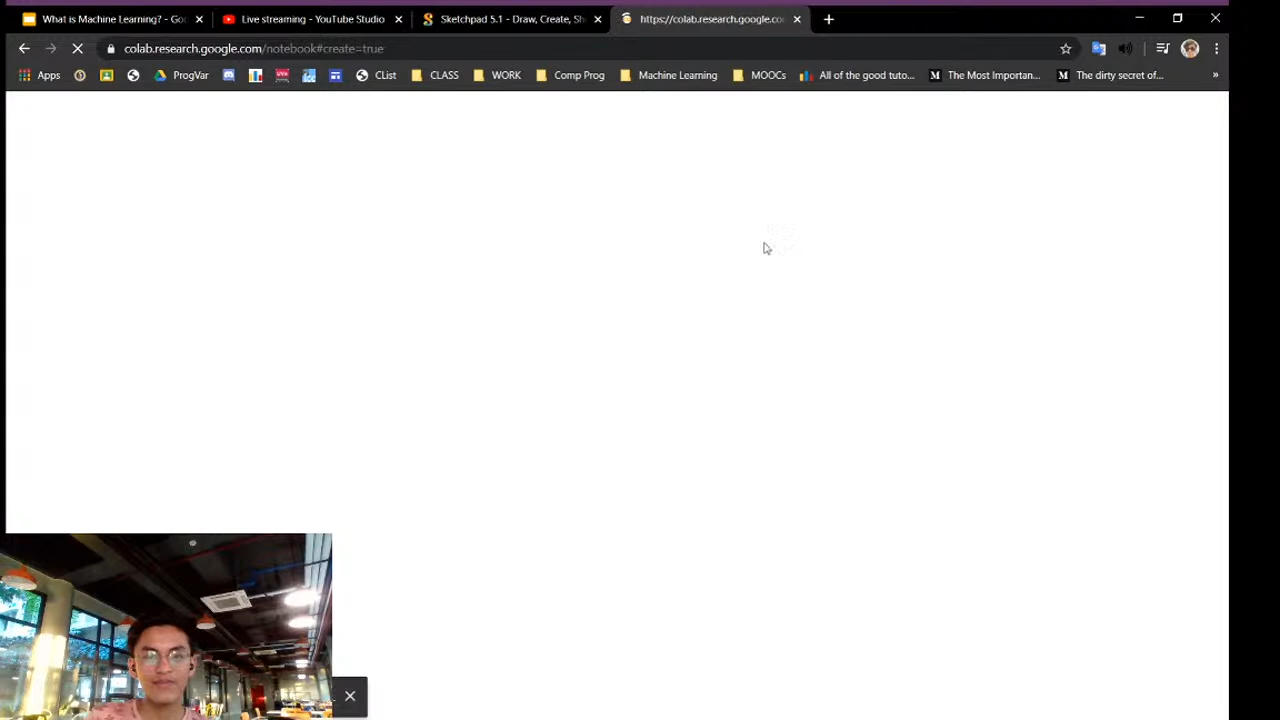 What is Machine Learning? - Goo
Live streaming - YouTube Studio
Sketchpad 5.1 - Draw, Create, Sh
https://colab.research.google.co
colab.research.google.com/notebook#create=true
Apps
ProgVar
CList
CLASS
WORK
Comp Prog
Machine Learning
MOOCs
All of the good tuto...
M The Most Importan...
M The dirty secret of...